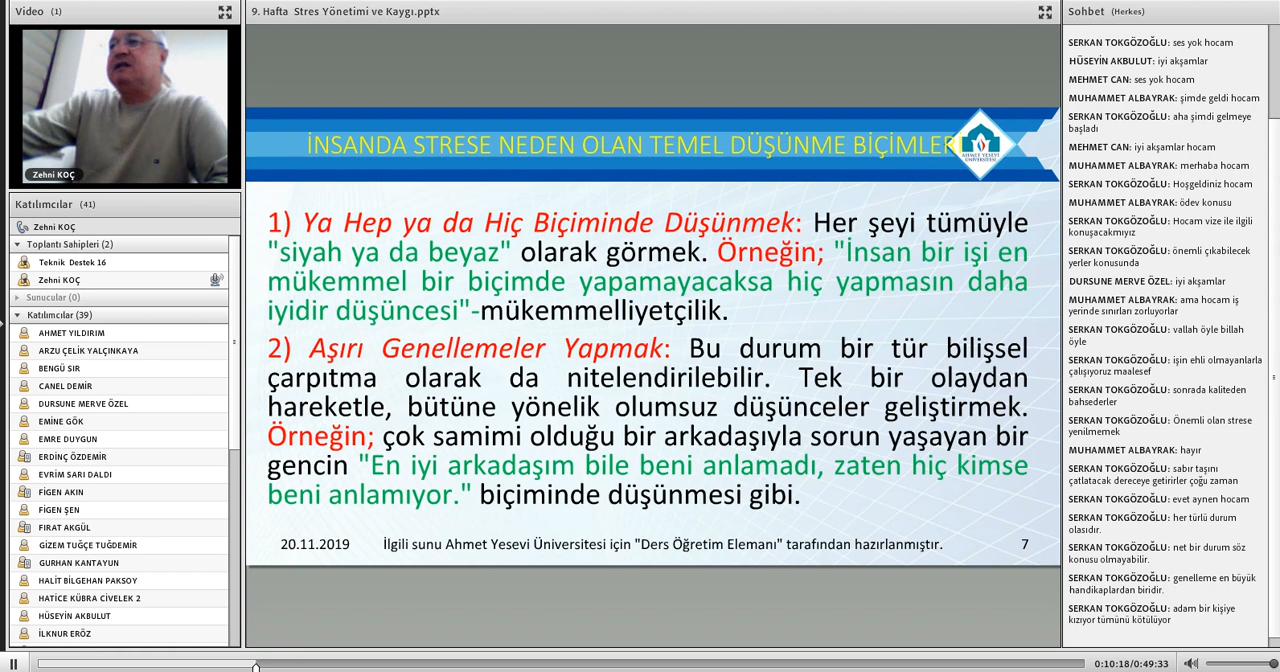 Video (1)
Zehni KOÇ
Katılımcılar (41)
Zehni KOÇ
Toplantı Sahipleri (2)
Teknik Destek 16
Zehni KOÇ
Sunucular (0)
Katılımcılar (39)
AHMET YILDIRIM
ARZU ÇELİK YALÇINKAYA
BENGÜ SIR
CANEL DEMİR
DURSUNE MERVE ÖZEL
EMİNE GÖK
EMRE DUYGUN
ERDİNÇ ÖZDEMİR
EVRİM SARI DALDI
FİGEN AKIN
FİGEN ŞEN
FIRAT AKGÜL
GİZEM TUĞÇE TUĞDEMİR
GURHAN KANTAYUN
HALİT BİLGEHAN PAKSOY
HATİCE KÜBRA CİVELEK 2
HÜSEYİN AKBULUT
İLKNUR ERÖZ
9. Hafta Stres Yönetimi ve Kaygı.pptx
İNSANDA STRESE NEDEN OLAN TEMEL DÜŞÜNME BİÇİMLER
AHMET YESEVİ
ÜNİVERSİTESİ
1) Ya Hep ya da Hiç Biçiminde Düşünmek: Her şeyi tümüyle
"siyah ya da beyaz" olarak görmek. Örneğin; "İnsan bir işi en
mükemmel bir biçimde yapamayacaksa hiç yapmasın daha
iyidir düşüncesi"-mükemmelliyetçilik.
2) Aşırı Genellemeler Yapmak: Bu durum bir tür bilişsel
çarpıtma olarak da nitelendirilebilir. Tek bir olaydan
hareketle, bütüne yönelik olumsuz düşünceler geliştirmek.
Örneğin; çok samimi olduğu bir arkadaşıyla sorun yaşayan bir
gencin "En iyi arkadaşım bile beni anlamadı, zaten hiç kimse
beni anlamıyor." biçiminde düşünmesi gibi.
20.11.2019 İlgili sunu Ahmet Yesevi Üniversitesi için "Ders Öğretim Elemanı" tarafından hazırlanmıştır. 7
Sohbet (Herkes)
SERKAN TOKGÖZOĞLU: ses yok hocam
HÜSEYİN AKBULUT: iyi akşamlar
MEHMET CAN: ses yok hocam
MUHAMMET ALBAYRAK: şimde geldi hocam
SERKAN TOKGÖZOĞLU: aha şimdi gelmeye
başladı
MEHMET CAN: iyi akşamlar hocam
MUHAMMET ALBAYRAK: merhaba hocam
SERKAN TOKGÖZOĞLU: Hoşgeldiniz hocam
MUHAMMET ALBAYRAK: ödev konusu
SERKAN TOKGÖZOĞLU: Hocam vize ile ilgili
konuşacakmıyız
SERKAN TOKGÖZOĞLU: önemli çıkabilecek
yerler konusunda
DURSUNE MERVE ÖZEL: iyi akşamlar
MUHAMMET ALBAYRAK: ama hocam iş
yerinde sınırları zorluyorlar
SERKAN TOKGÖZOĞLU: vallah öyle billah
öyle
SERKAN TOKGÖZOĞLU: işin ehli olmayanlarla
çalışıyoruz maalesef
SERKAN TOKGÖZOĞLU: sonrada kaliteden
bahsederler
SERKAN TOKGÖZOĞLU: Önemli olan strese
yenilmemek
MUHAMMET ALBAYRAK: hayır
SERKAN TOKGÖZOĞLU: sabır taşını
çatlatacak dereceye getirirler çoğu zaman
SERKAN TOKGÖZOĞLU: evet aynen hocam
SERKAN TOKGÖZOĞLU: her türlü durum
olasıdır.
SERKAN TOKGÖZOĞLU: net bir durum söz
konusu olmayabilir.
SERKAN TOKGÖZOĞLU: genelleme en büyük
handikaplardan biridir.
SERKAN TOKGÖZOĞLU: adam bir kişiye
kızıyor tümünü kötülüyor
0:10:18/0:49:33